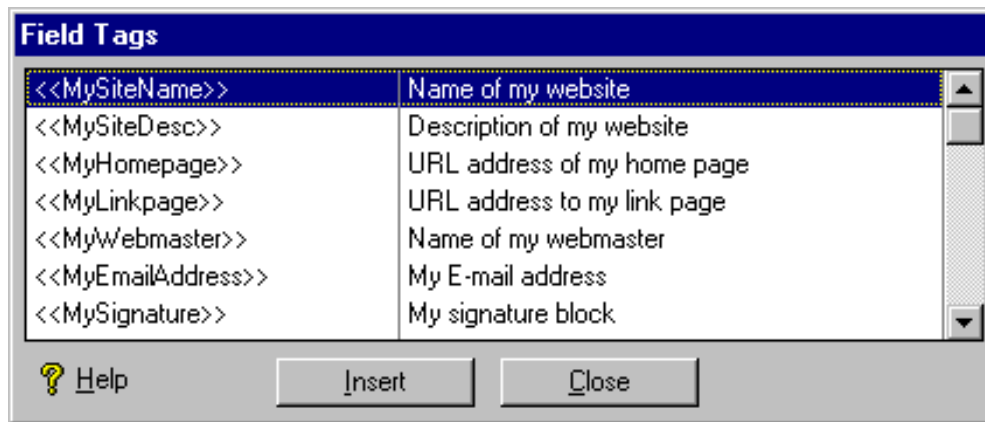 Field Tags
<<MySiteName>> Name of my website
<<MySiteDesc>> Description of my website
<<MyHomepage>> URL address of my home page
<<MyLinkpage>> URL address to my link page
<<MyWebmaster>> Name of my webmaster
<<MyEmailAddress>> My E-mail address
<<MySignature>> My signature block
? Help Insert Close